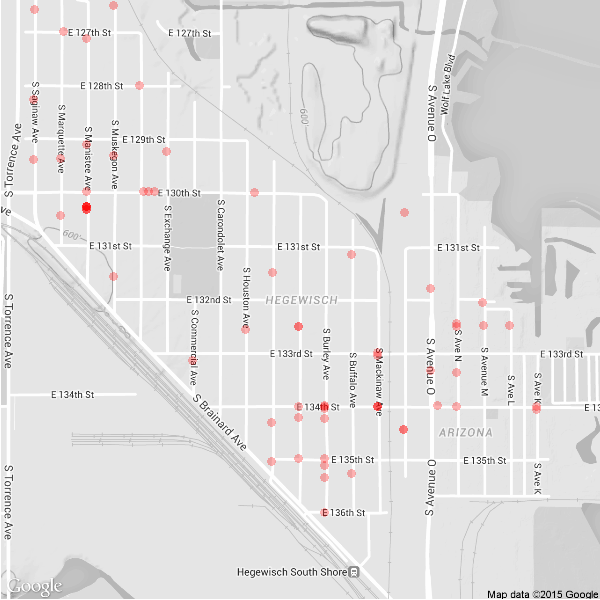 E 127th St
E 127th St
E 128th St
E 129th St
E 130th St
E 131st St
E 131st St
E 132nd St
E 133rd St
E 133rd St
E 134th St
E 134th St
E 135th St
E 135th St
E 136th St
S Torrence Ave
S Torrence Ave
S Torrence Ave
S Saginaw Ave
S Marquette Ave
S Manistee Ave
S Muskegon Ave
S Exchange Ave
S Carondolet Ave
S Commercial Ave
S Houston Ave
S Brainard Ave
S Burley Ave
S Buffalo Ave
S Mackinaw Ave
S Avenue O
S Avenue O
S Avenue O
Wolf Lake Blvd
S Ave N
S Avenue M
S Ave L
S Ave K
S Ave K
ve
600'
600'
HEGEWISCH
ARIZONA
Hegewisch South Shore
Google
Map data ©2015 Google